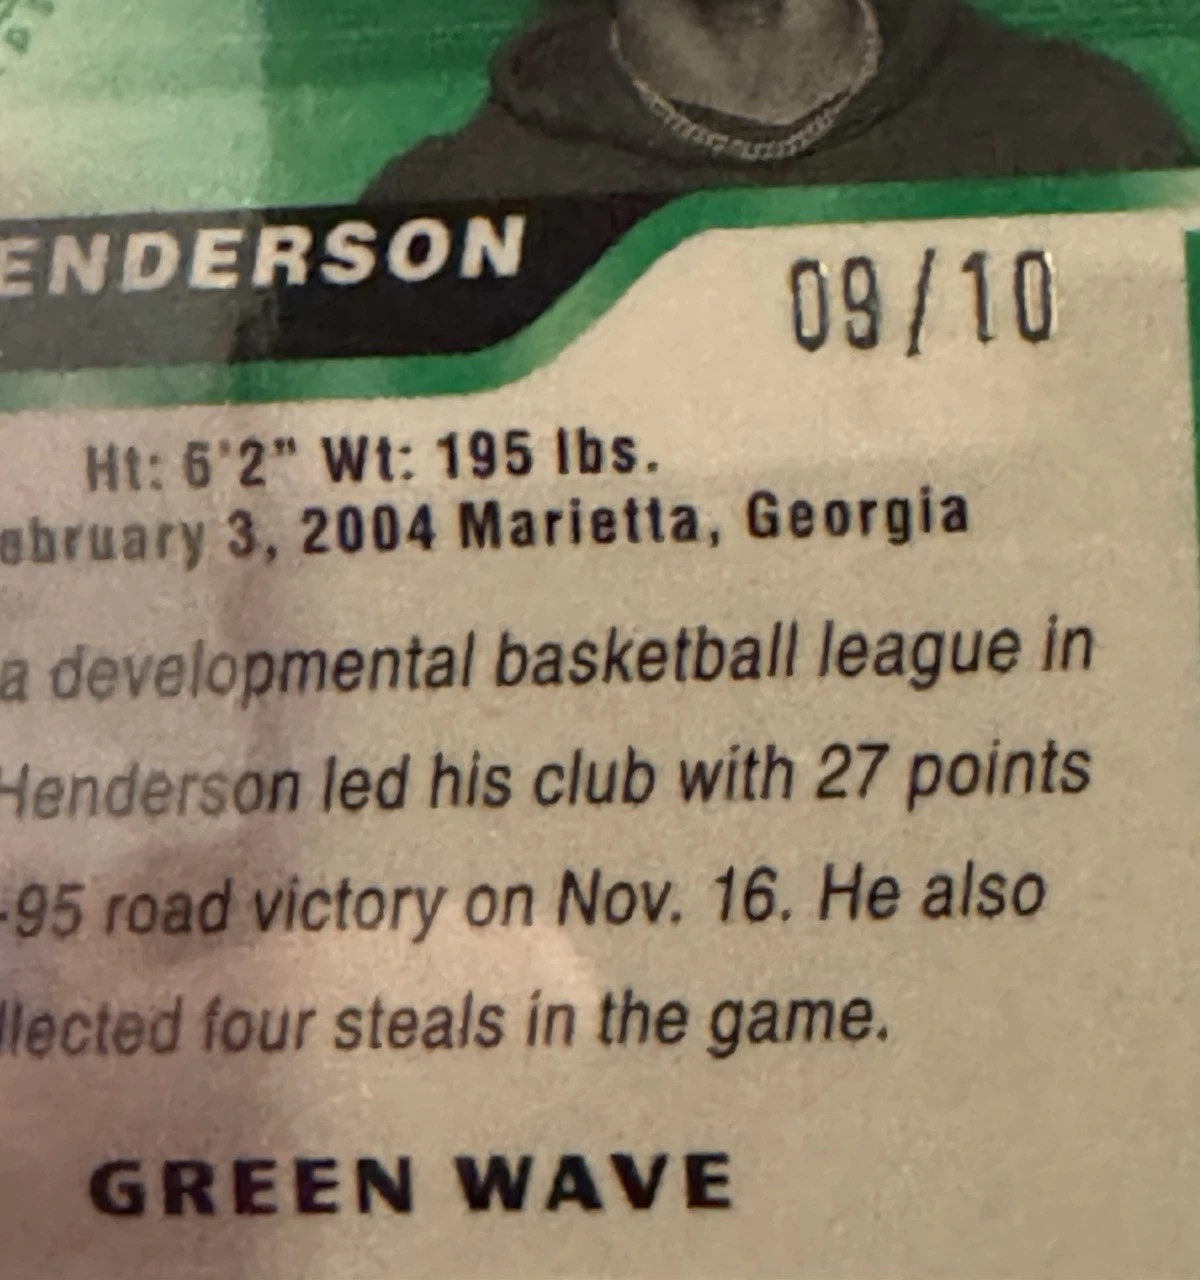 ENDERSON
09/10
Ht: 6'2" Wt: 195 lbs.
ebruary 3, 2004 Marietta, Georgia
a developmental basketball league in
Henderson led his club with 27 points
-95 road victory on Nov. 16. He also
llected four steals in the game.
GREEN WAVE